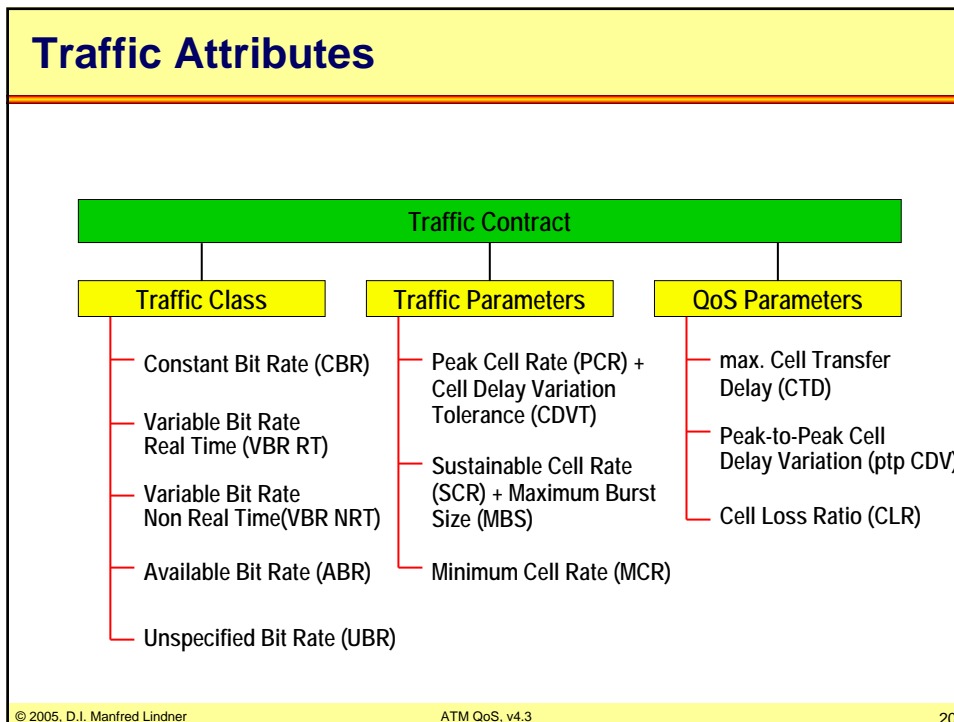 Traffic Attributes
Traffic Contract
Traffic Class
Constant Bit Rate (CBR)
Variable Bit Rate
Real Time (VBR RT)
Variable Bit Rate
Non Real Time(VBR NRT)
Available Bit Rate (ABR)
Unspecified Bit Rate (UBR)
Traffic Parameters
Peak Cell Rate (PCR) +
Cell Delay Variation
Tolerance (CDVT)
Sustainable Cell Rate
(SCR) + Maximum Burst
Size (MBS)
Minimum Cell Rate (MCR)
QoS Parameters
max. Cell Transfer
Delay (CTD)
Peak-to-Peak Cell
Delay Variation (ptp CDV)
Cell Loss Ratio (CLR)
© 2005, D.I. Manfred Lindner
ATM QoS, v4.3
20